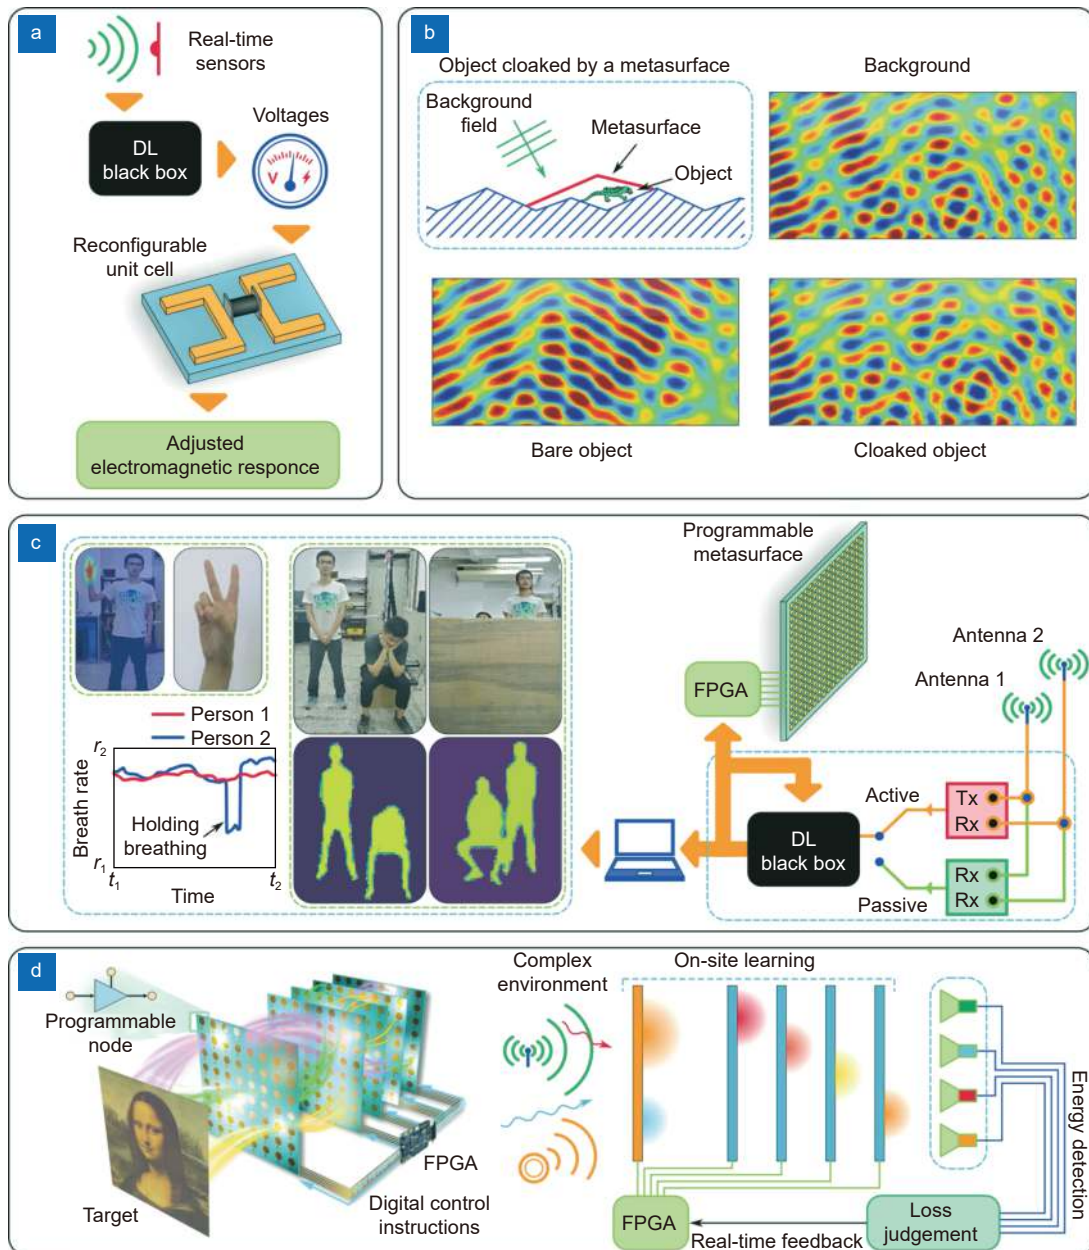 a
Real-time
sensors
DL
black box
Voltages
V
Reconfigurable
unit cell
Adjusted
electromagnetic responce
b
Object cloaked by a metasurface
Background
field
Metasurface
Object
Background
Bare object
Cloaked object
c
Person 1
Person 2
r2
Breath rate
Holding
breathing
r1
t1
t2
Time
Programmable
metasurface
FPGA
Antenna 2
Antenna 1
DL
black box
Active
Tx
Rx
Rx
Rx
Passive
d
Programmable
node
Target
FPGA
Digital control
instructions
Complex
environment
On-site learning
FPGA
Real-time feedback
Loss
judgement
Energy detection